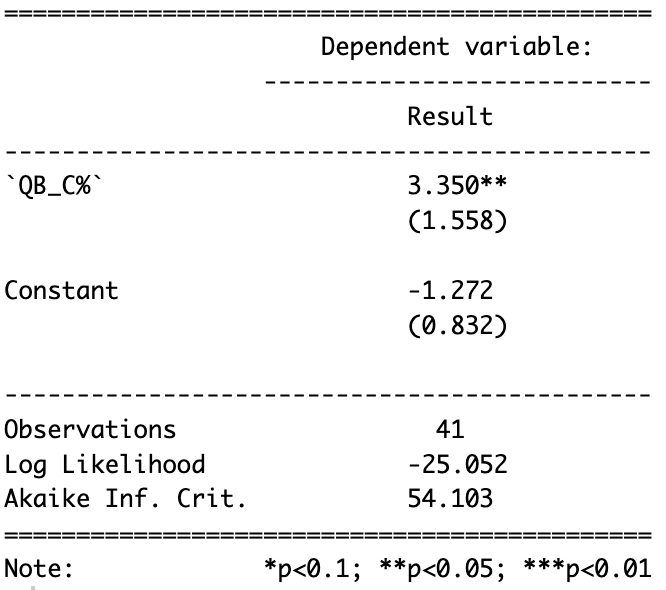 =============================================
                      Dependent variable:
                  ---------------------------
                            Result
---------------------------------------------
`QB_C%`                     3.350**
                            (1.558)

Constant                    -1.272
                            (0.832)

---------------------------------------------
Observations                  41
Log Likelihood              -25.052
Akaike Inf. Crit.           54.103
=============================================
Note:             *p<0.1; **p<0.05; ***p<0.01